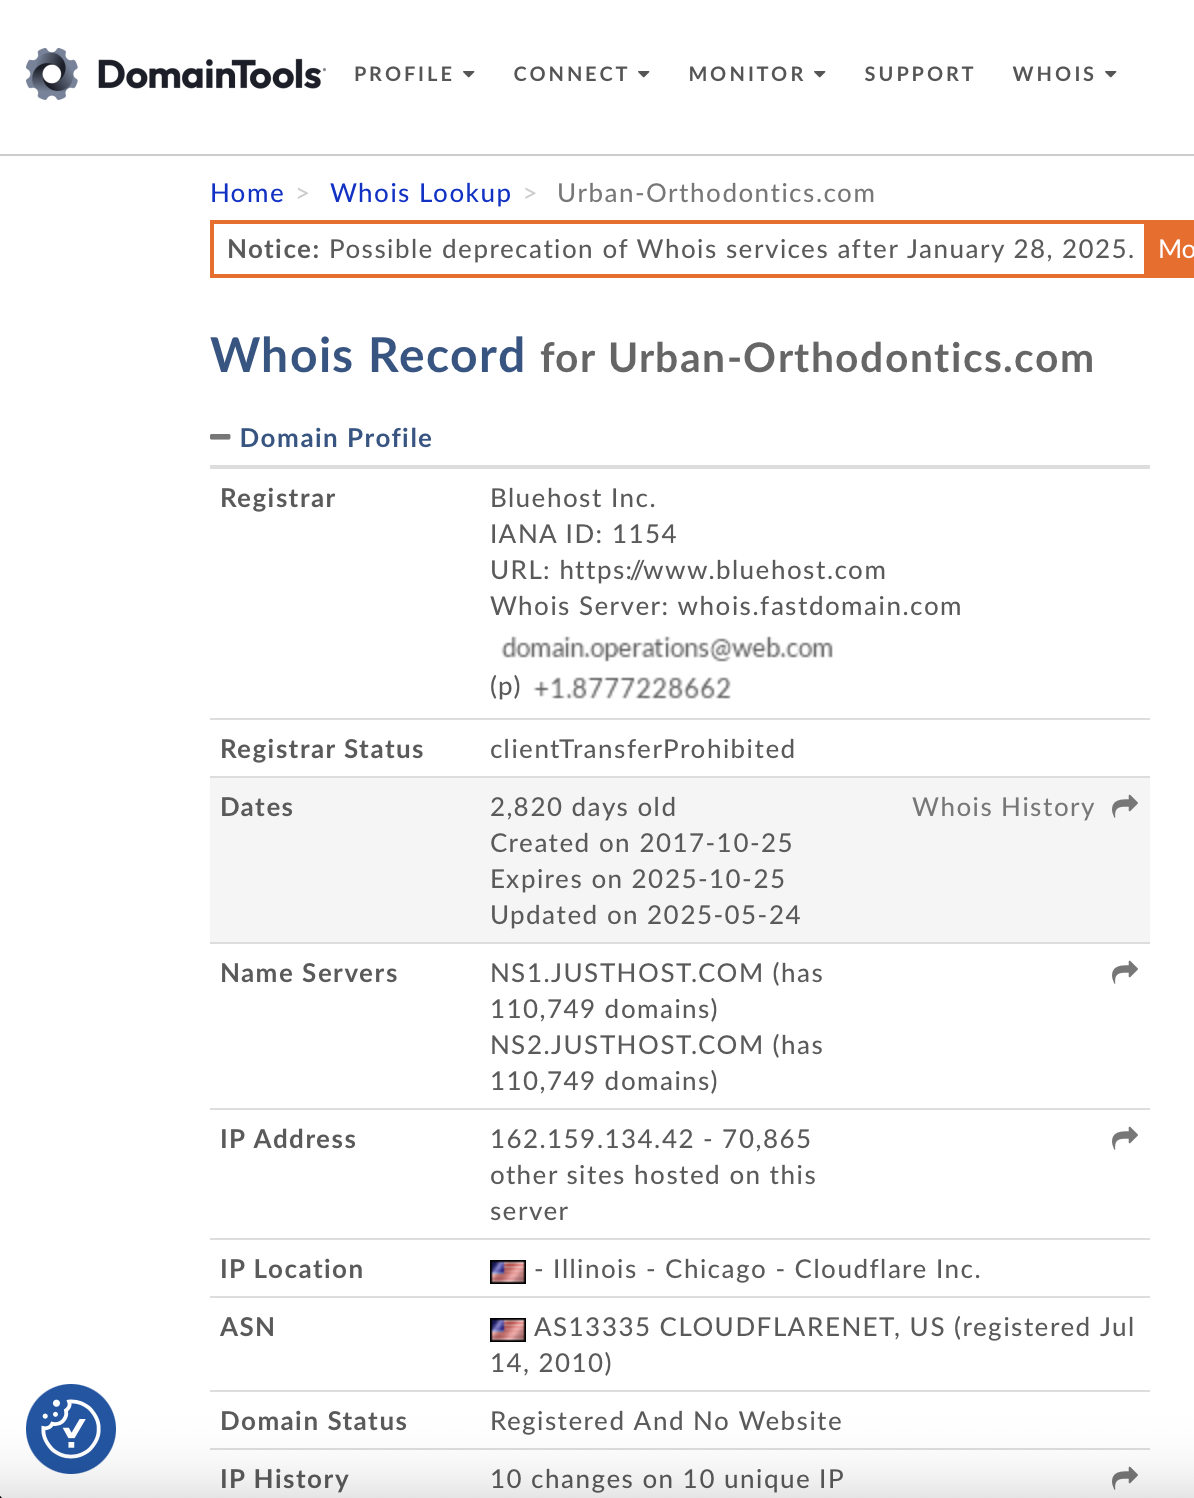 DomainTools
PROFILE CONNECT MONITOR SUPPORT WHOIS
Home > Whois Lookup > Urban-Orthodontics.com
Notice: Possible deprecation of Whois services after January 28, 2025. Mo
Whois Record for Urban-Orthodontics.com
Domain Profile
Registrar
Bluehost Inc.
IANA ID: 1154
URL: https://www.bluehost.com
Whois Server: whois.fastdomain.com
domain.operations@web.com
(p) +1.8777228662
Registrar Status
clientTransferProhibited
Dates
2,820 days old
Whois History
Created on 2017-10-25
Expires on 2025-10-25
Updated on 2025-05-24
Name Servers
NS1.JUSTHOST.COM (has
110,749 domains)
NS2.JUSTHOST.COM (has
110,749 domains)
IP Address
162.159.134.42 - 70,865
other sites hosted on this
server
IP Location
- Illinois - Chicago - Cloudflare Inc.
ASN
AS13335 CLOUDFLARENET, US (registered Jul
14, 2010)
Domain Status
Registered And No Website
IP History
10 changes on 10 unique IP